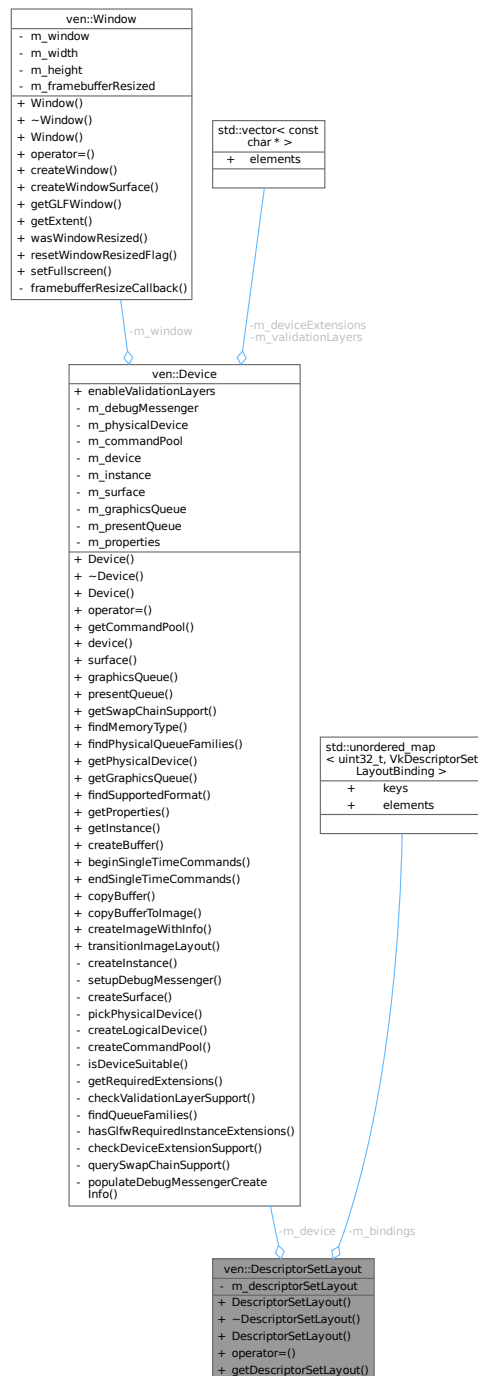 ven::Window
- m_window
- m_width
- m_height
- m_framebufferResized
+ Window()
+ ~Window()
+ Window()
+ operator=()
+ createWindow()
+ createWindowSurface()
+ getGLFWindow()
+ getExtent()
+ wasWindowResized()
+ resetWindowResizedFlag()
+ setFullscreen()
- framebufferResizeCallback()
std::vector< const
char * >
+ elements
-m_window
-m_deviceExtensions
-m_validationLayers
ven::Device
+ enableValidationLayers
- m_debugMessenger
- m_physicalDevice
- m_commandPool
- m_device
- m_instance
- m_surface
- m_graphicsQueue
- m_presentQueue
- m_properties
+ Device()
+ ~Device()
+ Device()
+ operator=()
+ getCommandPool()
+ device()
+ surface()
+ graphicsQueue()
+ presentQueue()
+ getSwapChainSupport()
+ findMemoryType()
+ findPhysicalQueueFamilies()
+ getPhysicalDevice()
+ getGraphicsQueue()
+ findSupportedFormat()
+ getProperties()
+ getInstance()
+ createBuffer()
+ beginSingleTimeCommands()
+ endSingleTimeCommands()
+ copyBuffer()
+ copyBufferToImage()
+ createImageWithInfo()
+ transitionImageLayout()
- createInstance()
- setupDebugMessenger()
- createSurface()
- pickPhysicalDevice()
- createLogicalDevice()
- createCommandPool()
- isDeviceSuitable()
- getRequiredExtensions()
- checkValidationLayerSupport()
- findQueueFamilies()
- hasGlfwRequiredInstanceExtensions()
- checkDeviceExtensionSupport()
- querySwapChainSupport()
- populateDebugMessengerCreate
Info()
std::unordered_map
< uint32_t, VkDescriptorSet
LayoutBinding >
+ keys
+ elements
-m_device
-m_bindings
ven::DescriptorSetLayout
- m_descriptorSetLayout
+ DescriptorSetLayout()
+ ~DescriptorSetLayout()
+ DescriptorSetLayout()
+ operator=()
+ getDescriptorSetLayout()